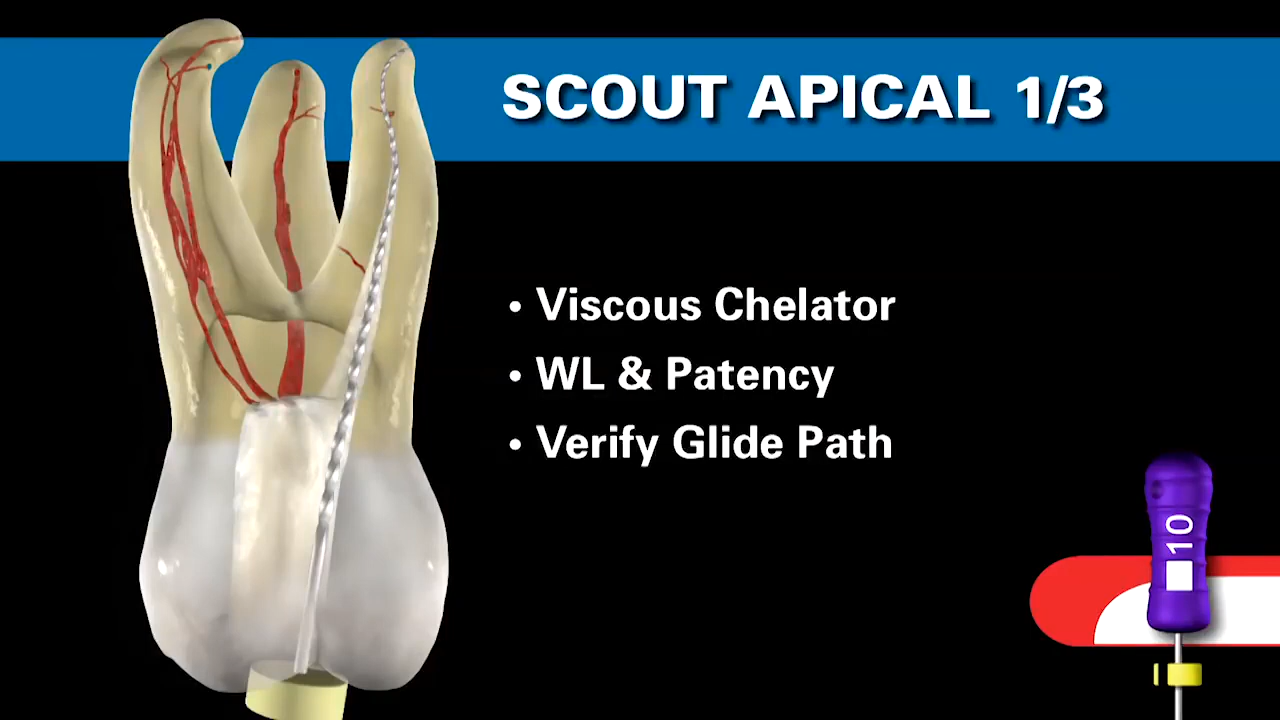 SCOUT APICAL 1/3
• Viscous Chelator
• WL & Patency
• Verify Glide Path
10